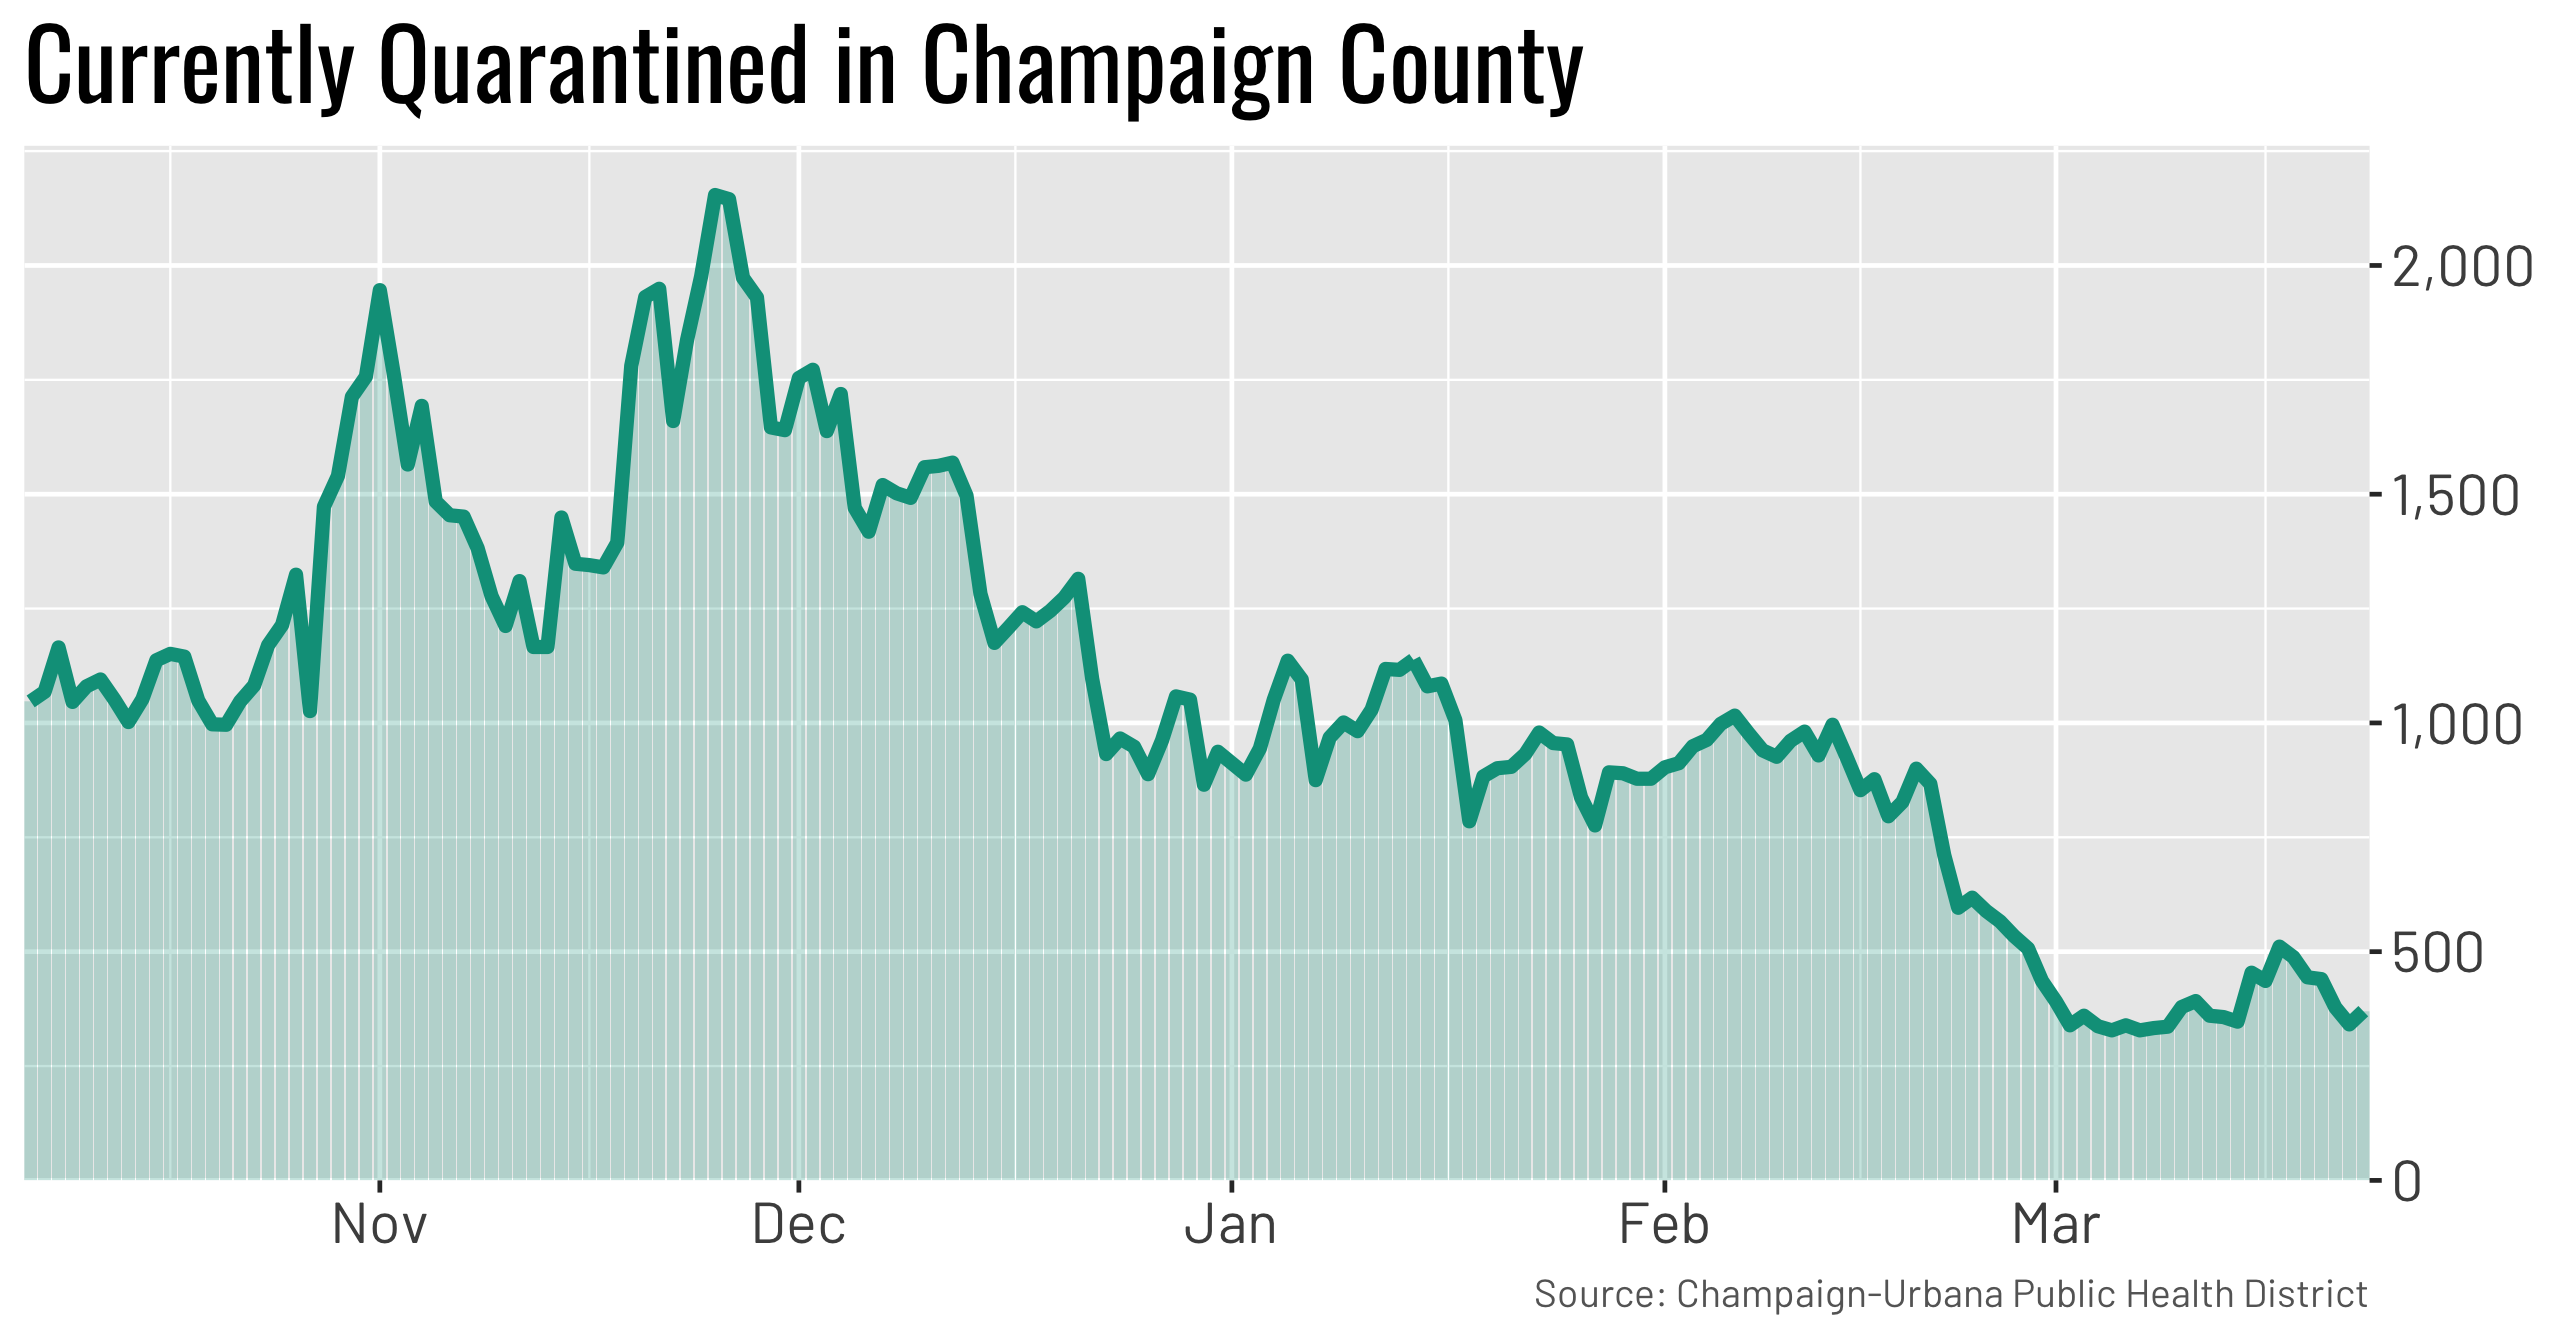 Currently Quarantined in Champaign County
2,000
1,500
1,000
500
0
Nov Dec Jan Feb Mar
Source: Champaign-Urbana Public Health District